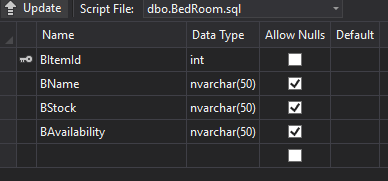 Update Script File: dbo.BedRoom.sql
Name Data Type Allow Nulls Default
BItemId int
BName nvarchar(50)
BStock nvarchar(50)
BAvailability nvarchar(50)